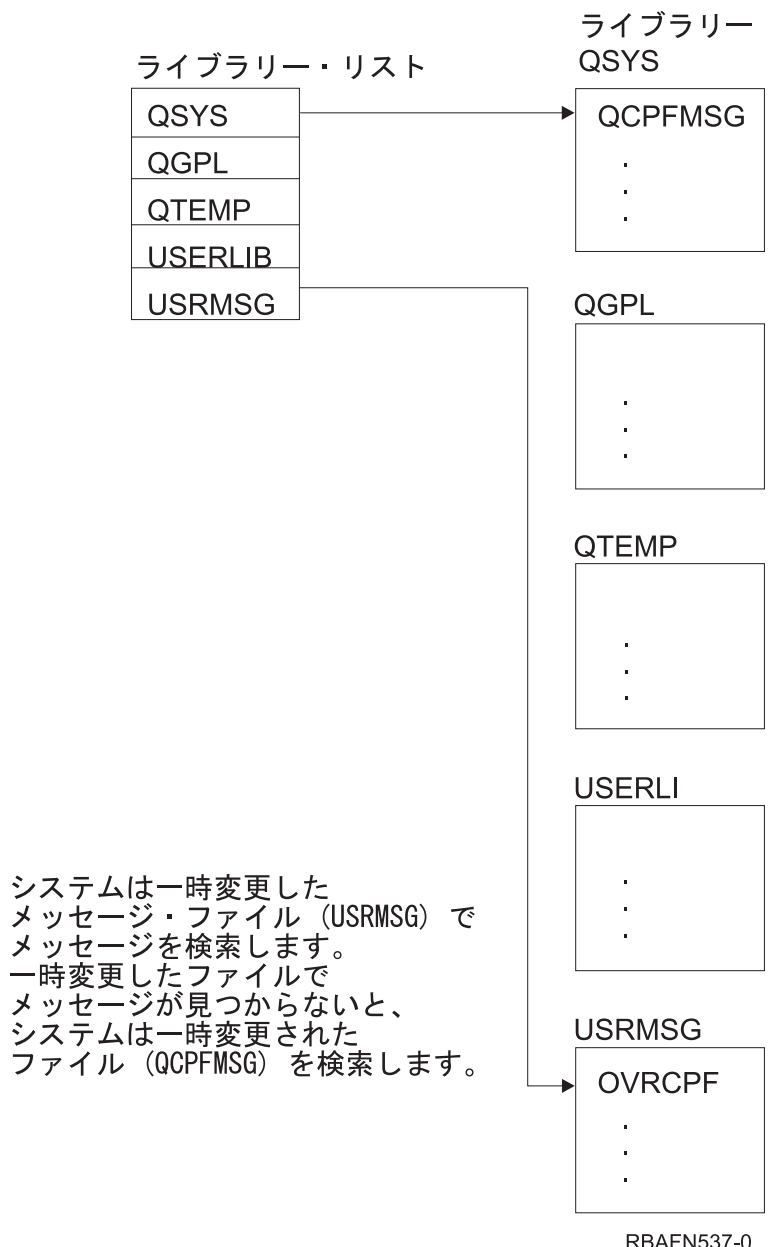 ライブラリー・リスト
QSYS
QGPL
QTEMP
USERLIB
USRMSG
ライブラリー
QSYS
QCPFMSG
.
.
.
QGPL
.
.
.
QTEMP
.
.
.
USERLI
.
.
.
USRMSG
OVRCPF
.
.
.
システムは一時変更した
メッセージ・ファイル (USRMSG) で
メッセージを検索します。
一時変更したファイルで
メッセージが見つからないと、
システムは一時変更された
ファイル (QCPFMSG) を検索します。
RBAFN537-0